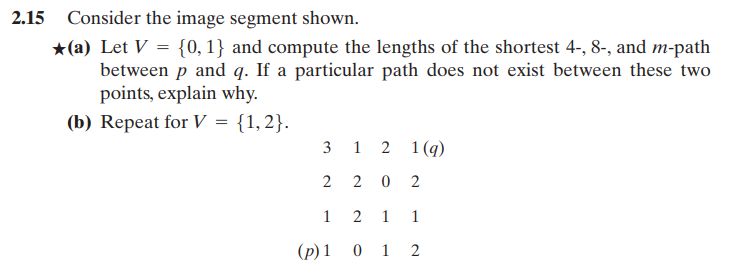 2.15 Consider the image segment shown.
★(a) Let V = {0, 1} and compute the lengths of the shortest 4-, 8-, and m-path
between p and q. If a particular path does not exist between these two
points, explain why.
(b) Repeat for V = {1, 2}.
3 1 2 1 (q)
2 2 0 2
1 2 1 1
(p) 1 0 1 2